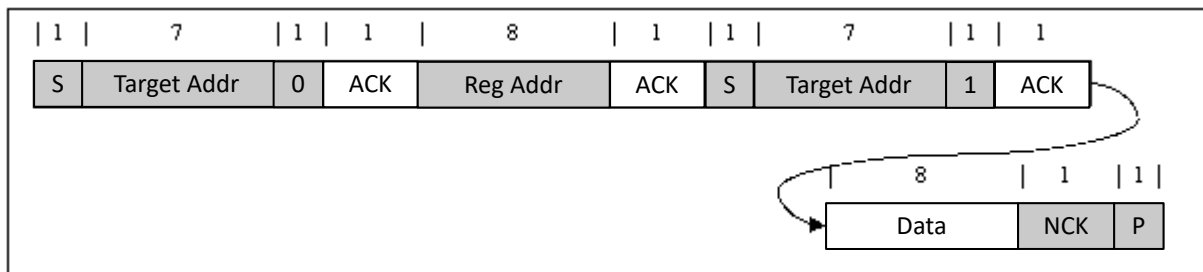 | 1 | 7 | 1 | 1 | 8 | 1 | 1 | 7 | 1 | 1
S Target Addr 0 ACK Reg Addr ACK S Target Addr 1 ACK
| 8 | 1 | 1 |
Data NCK P